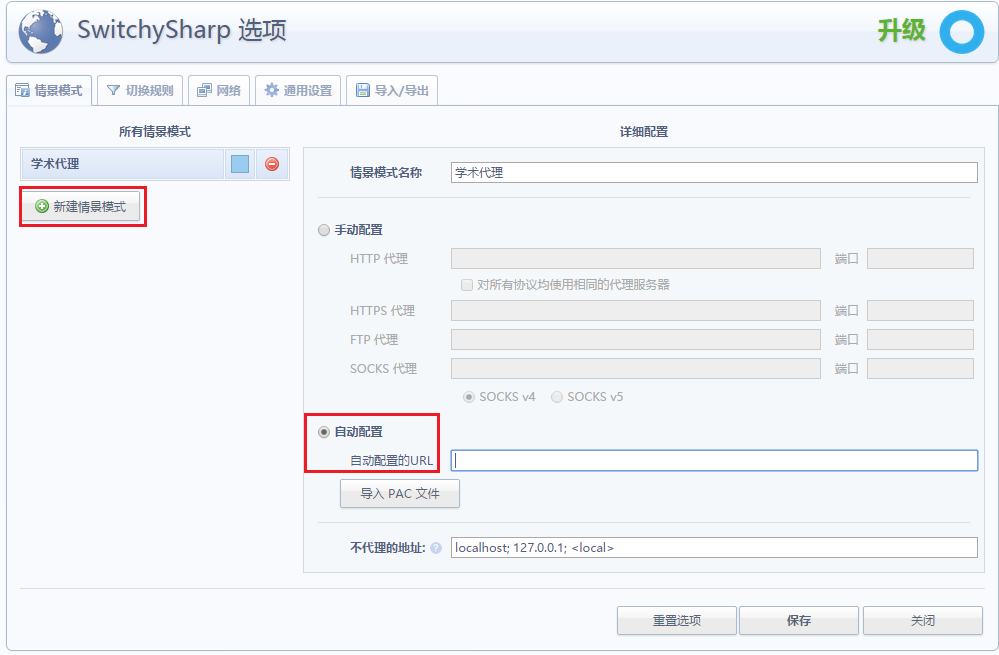 SwitchySharp 选项
升级
情景模式 切换规则 网络 通用设置 导入/导出
所有情景模式
学术代理
新建情景模式
详细配置
情景模式名称 学术代理
手动配置
HTTP 代理 端口
对所有协议均使用相同的代理服务器
HTTPS 代理 端口
FTP 代理 端口
SOCKS 代理 端口
SOCKS v4 SOCKS v5
自动配置
自动配置的URL
导入 PAC 文件
不代理的地址: ? localhost; 127.0.0.1; <local>
重置选项 保存 关闭